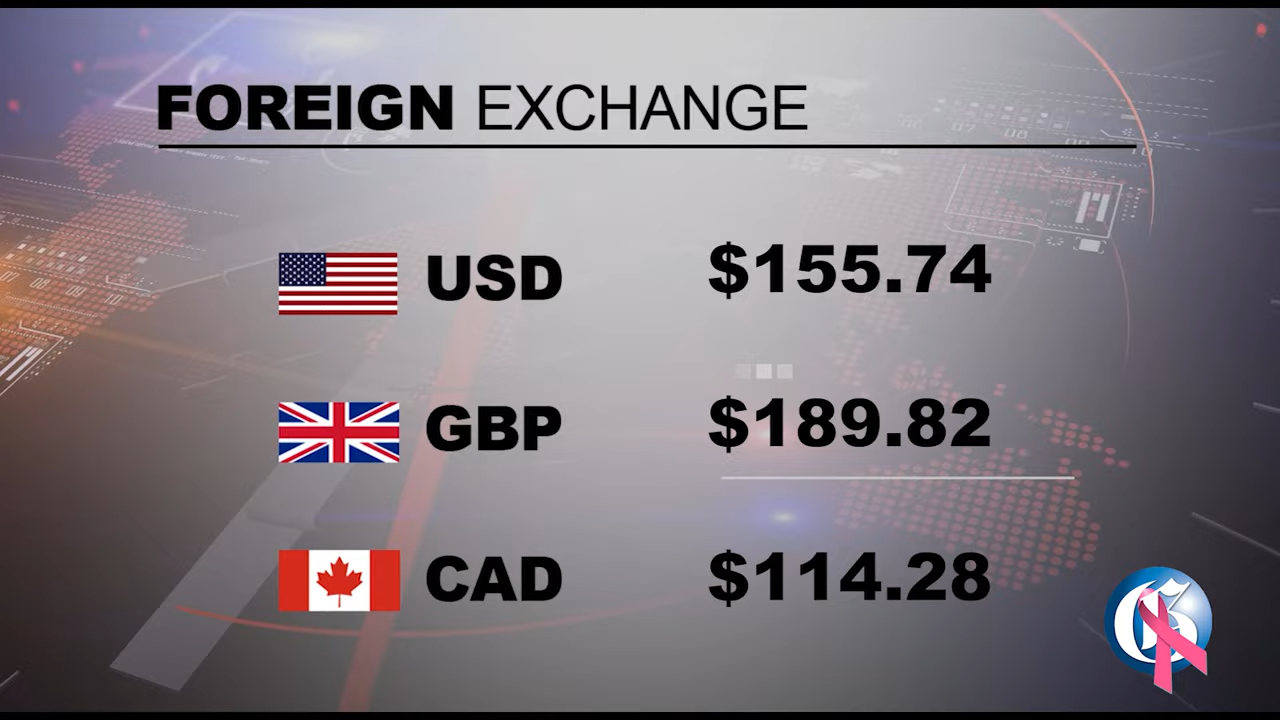 FOREIGN EXCHANGE
USD $155.74
GBP $189.82
CAD $114.28
G